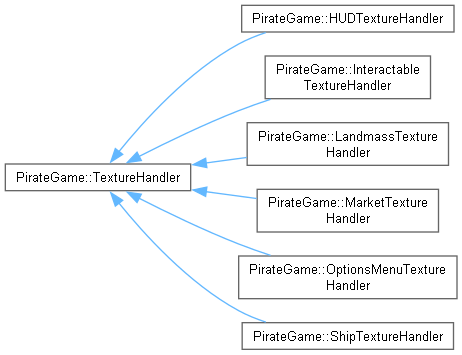 PirateGame::HUDTextureHandler
PirateGame::Interactable
TextureHandler
PirateGame::LandmassTexture
Handler
PirateGame::TextureHandler
PirateGame::MarketTexture
Handler
PirateGame::OptionsMenuTexture
Handler
PirateGame::ShipTextureHandler